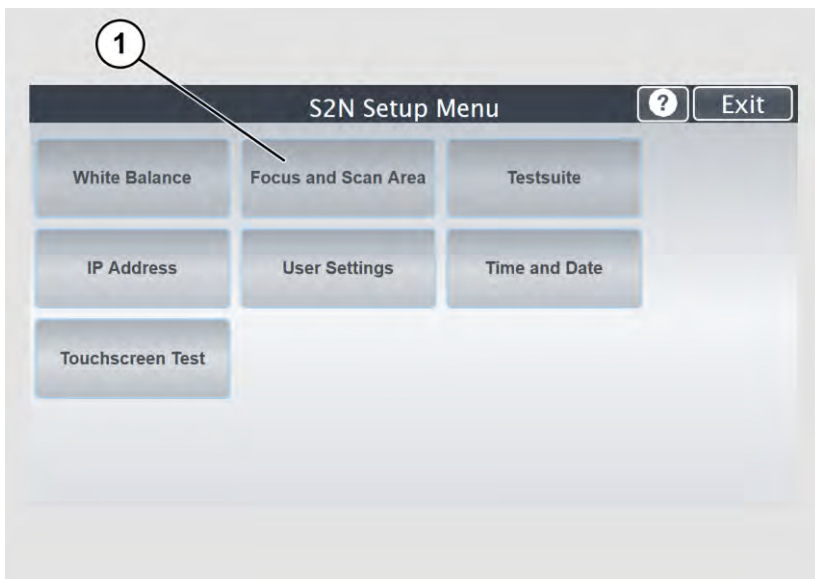 1
S2N Setup Menu ? Exit
White Balance Focus and Scan Area Testsuite
IP Address User Settings Time and Date
Touchscreen Test